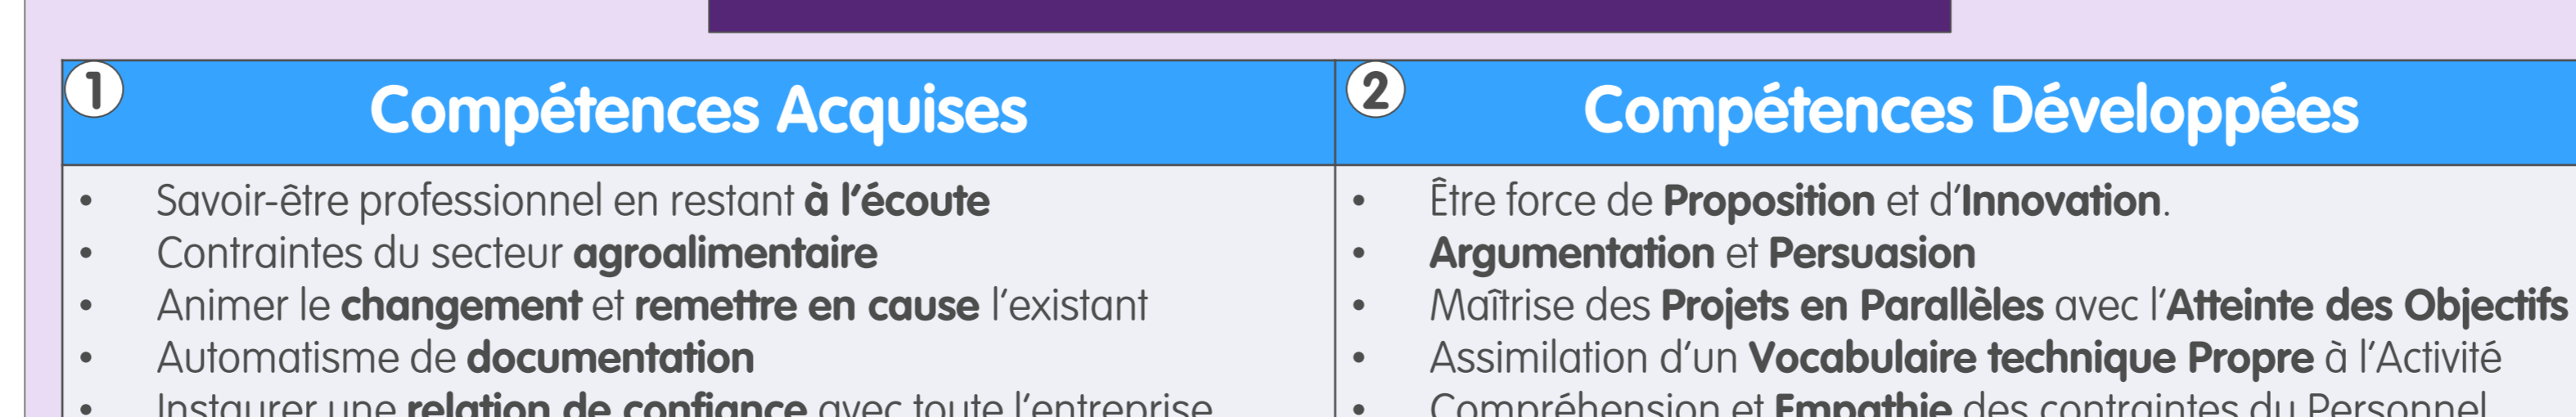 1
Compétences Acquises
• Savoir-être professionnel en restant à l'écoute
• Contraintes du secteur agroalimentaire
• Animer le changement et remettre en cause l'existant
• Automatisme de documentation
• Instaurer une relation de confiance avec toute l'entreprise
2
Compétences Développées
• Être force de Proposition et d'Innovation.
• Argumentation et Persuasion
• Maîtrise des Projets en Parallèles avec l'Atteinte des Objectifs
• Assimilation d'un Vocabulaire technique Propre à l'Activité
• Compréhension et Empathie des contraintes du Personnel